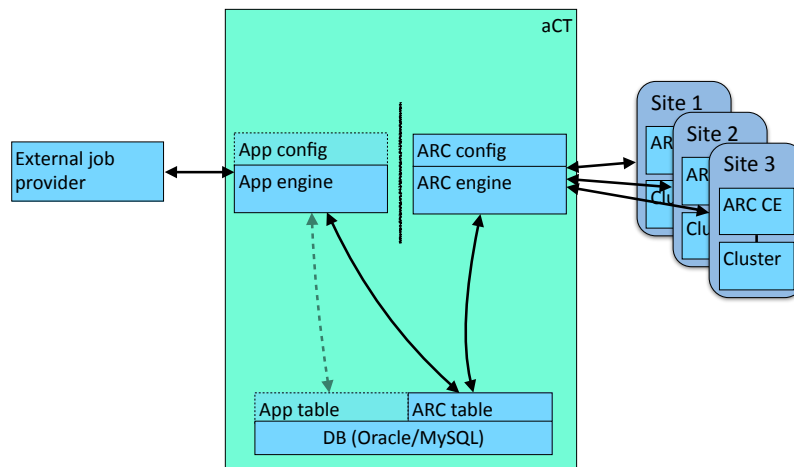 aCT
External job
provider
App config
App engine
ARC config
ARC engine
Site 1
Site 2
Site 3
ARC CE
Cluster
App table
ARC table
DB (Oracle/MySQL)